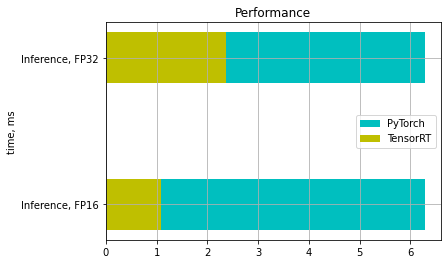 Performance
Inference, FP32
time, ms
PyTorch
TensorRT
Inference, FP16
0 1 2 3 4 5 6